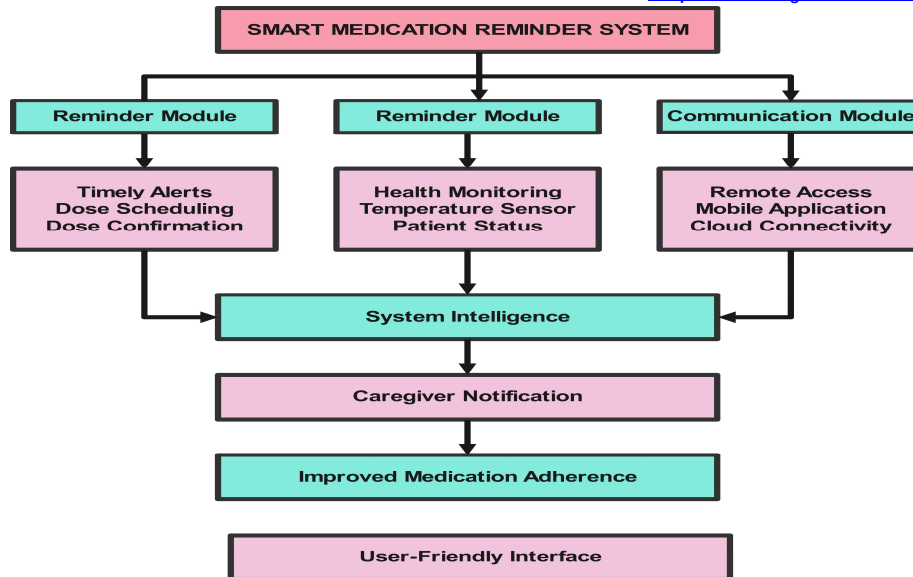 SMART MEDICATION REMINDER SYSTEM
Reminder Module
Reminder Module
Communication Module
Timely Alerts
Dose Scheduling
Dose Confirmation
Health Monitoring
Temperature Sensor
Patient Status
Remote Access
Mobile Application
Cloud Connectivity
System Intelligence
Caregiver Notification
Improved Medication Adherence
User-Friendly Interface